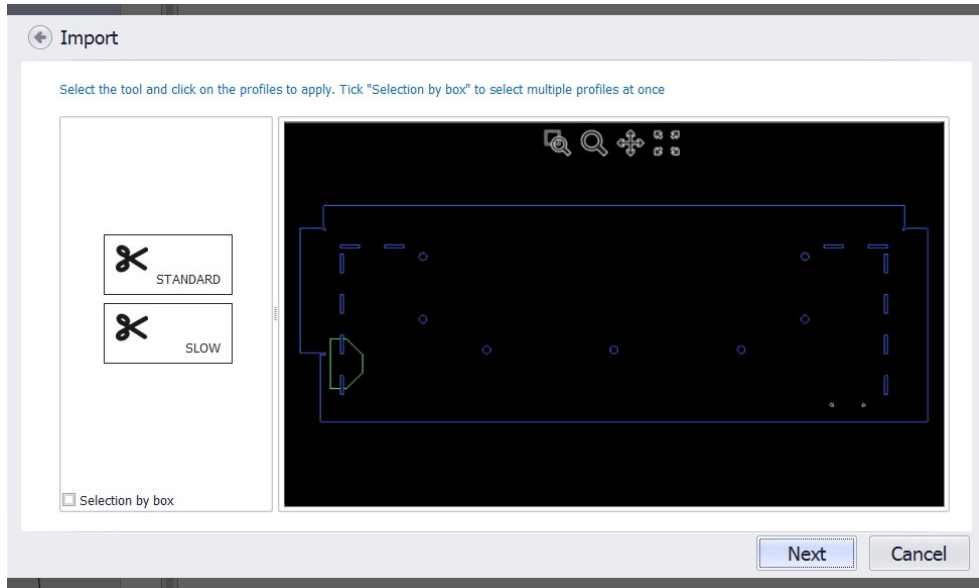 Import
Select the tool and click on the profiles to apply. Tick "Selection by box" to select multiple profiles at once
STANDARD
SLOW
Selection by box
Next
Cancel